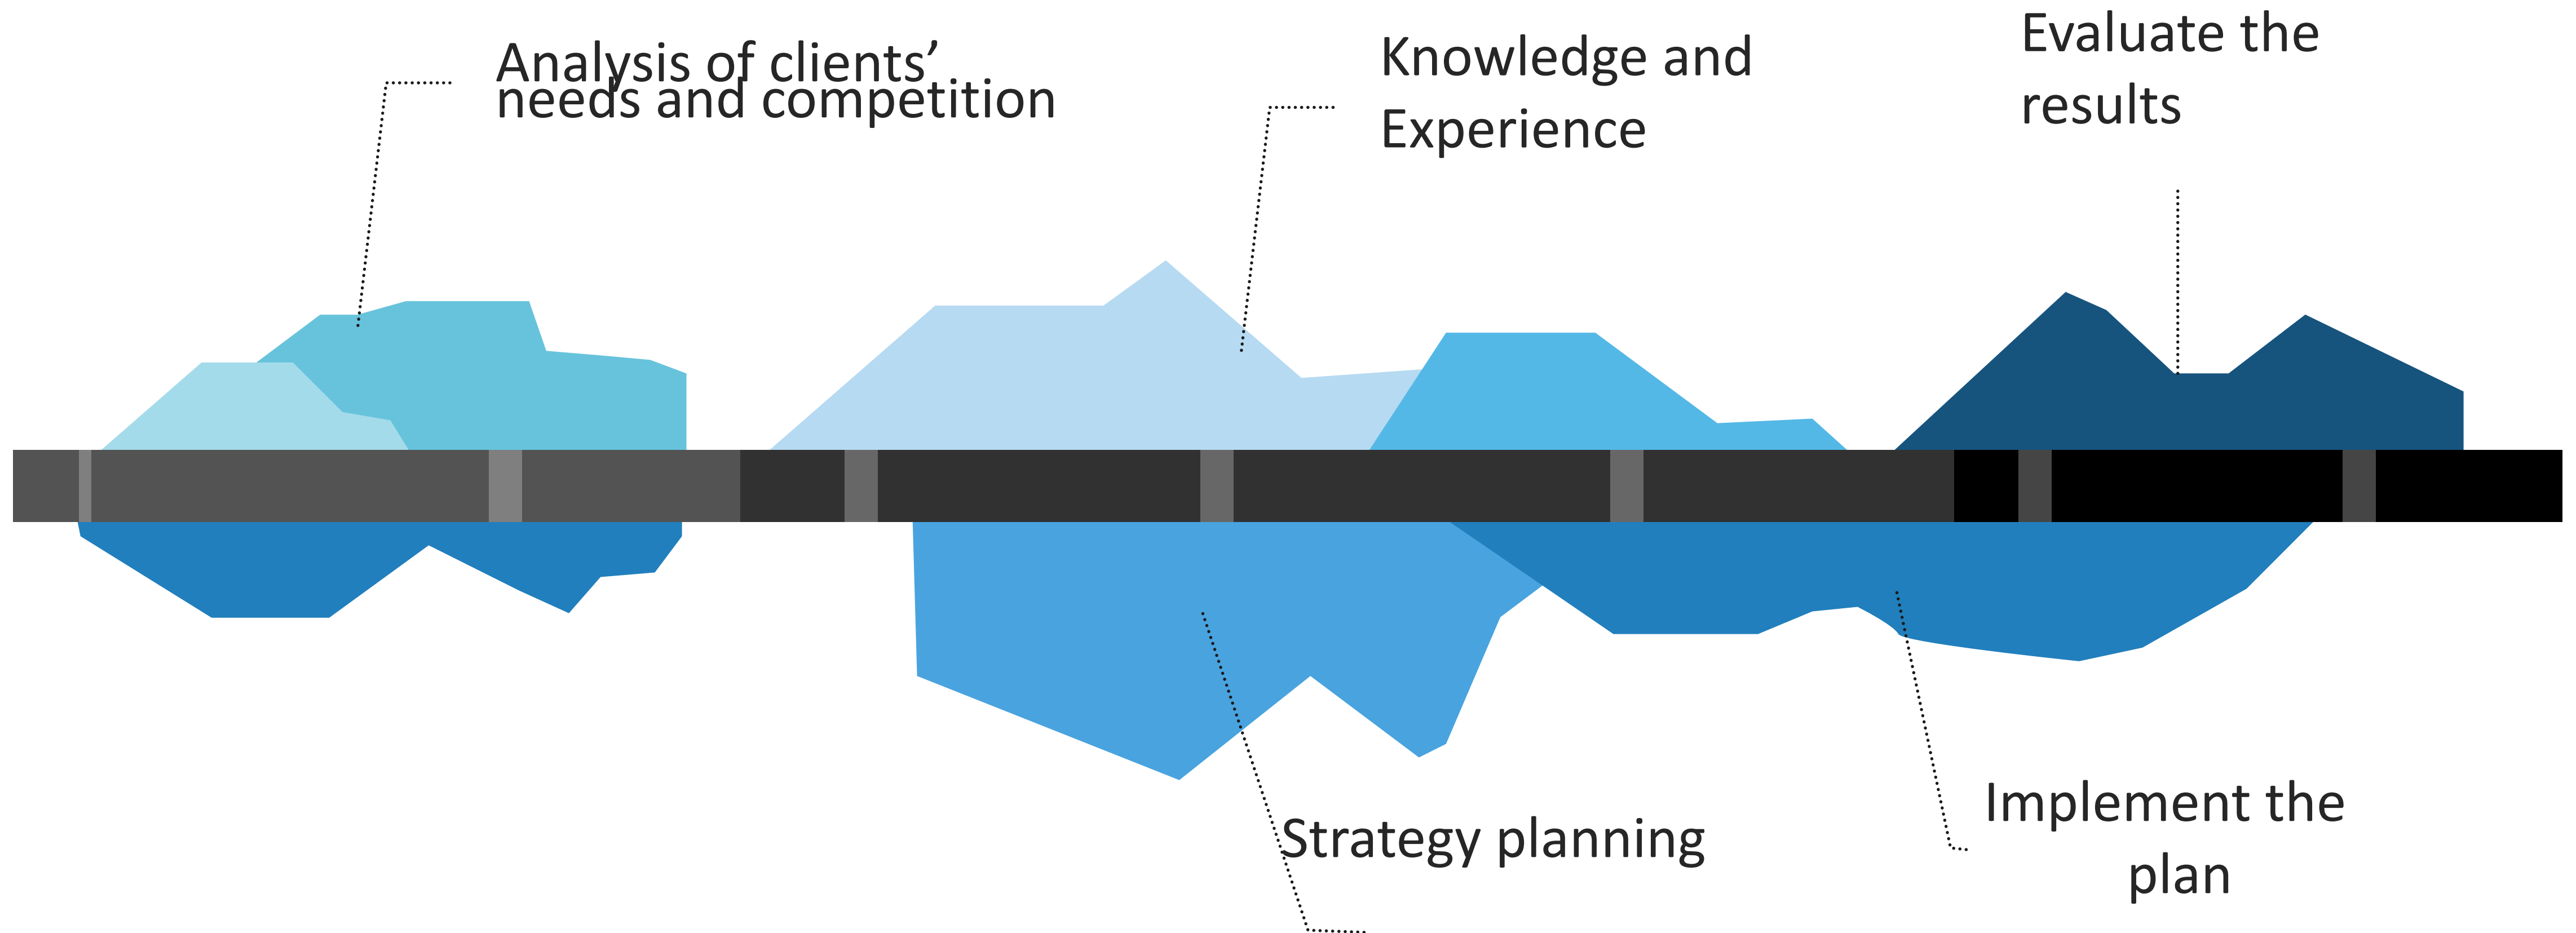 Analysis of clients’
needs and competition
Knowledge and
Experience
Evaluate the
results
Strategy planning
Implement the
plan